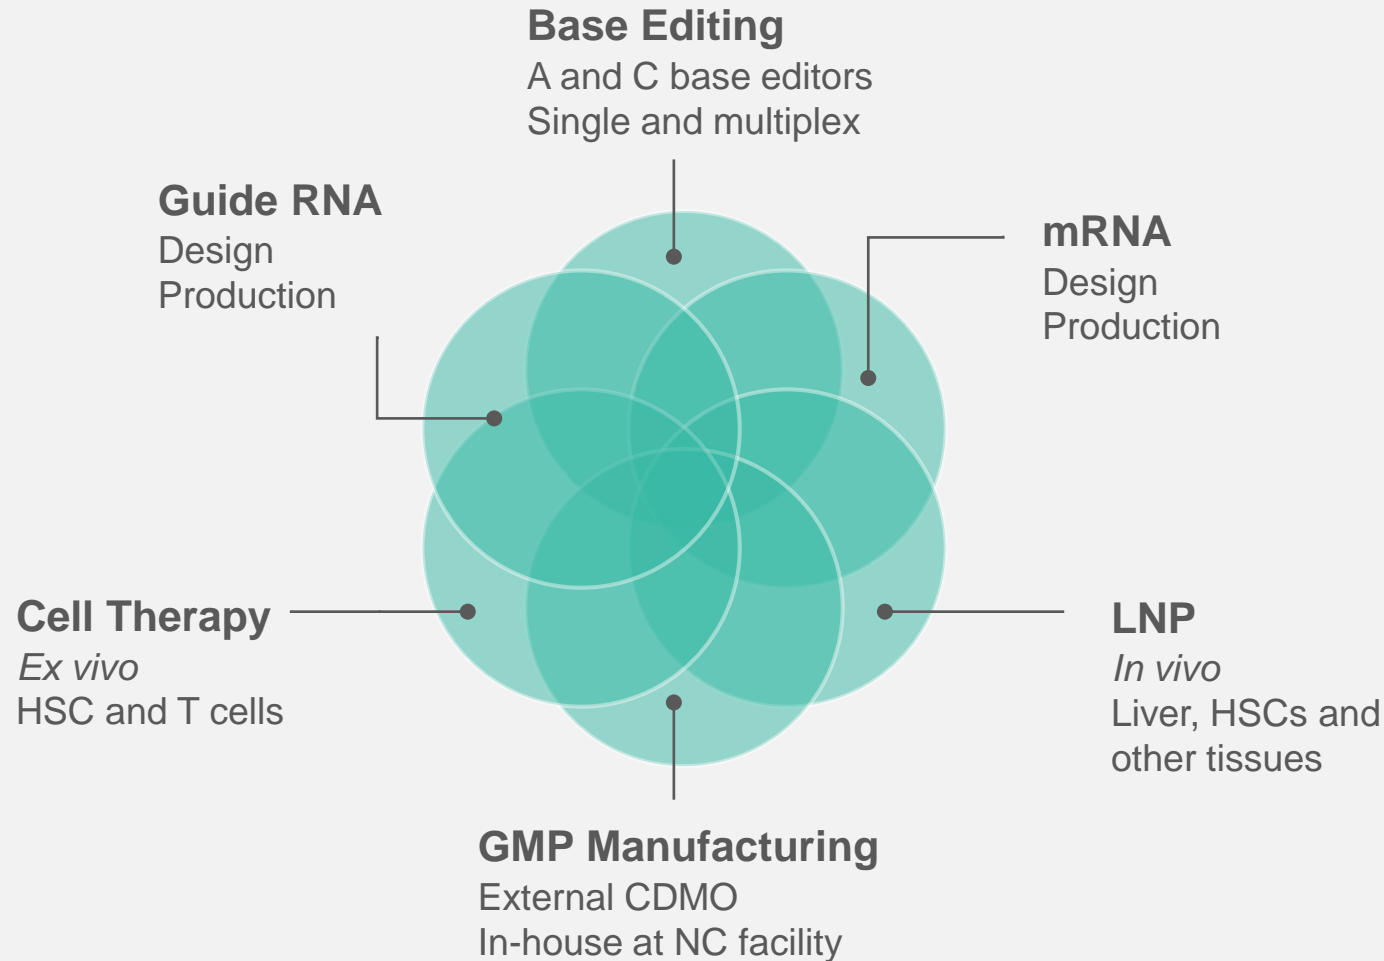 Base Editing
A and C base editors
Single and multiplex
Guide RNA
Design
Production
mRNA
Design
Production
Cell Therapy
Ex vivo
HSC and T cells
LNP
In vivo
Liver, HSCs and
other tissues
GMP Manufacturing
External CDMO
In-house at NC facility